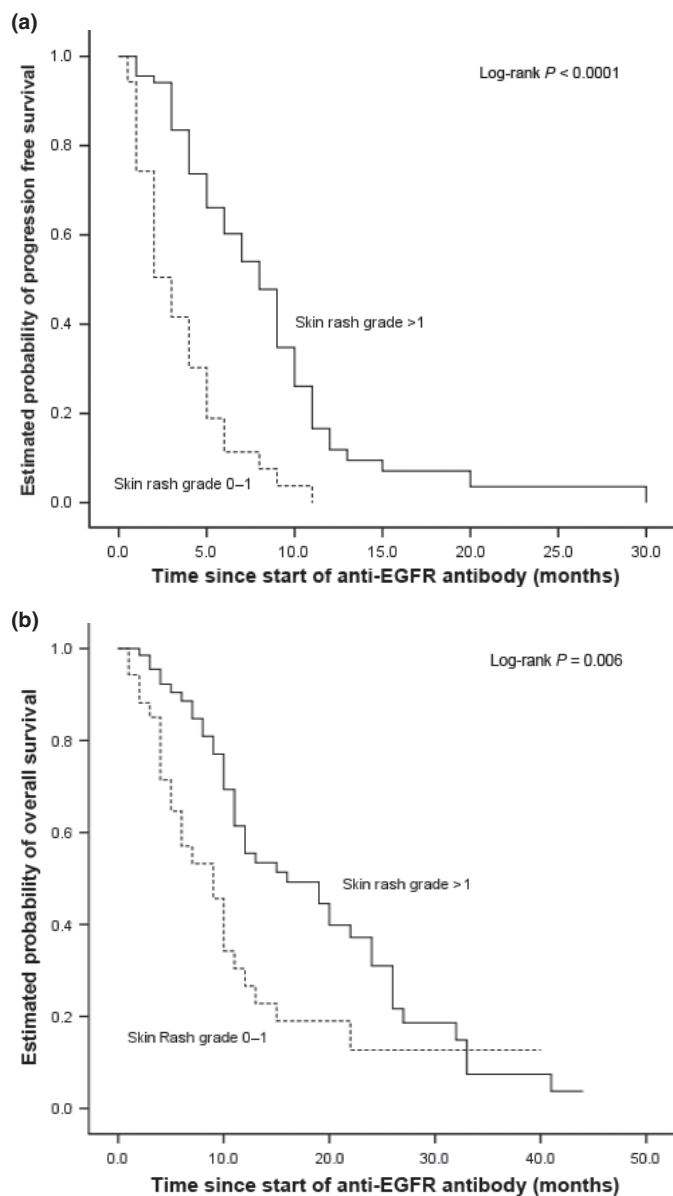 (a)
1.0
0.8
0.6
0.4
0.2
0.0
Estimated probability of progression free survival
Log-rank P < 0.0001
Skin rash grade >1
Skin rash grade 0–1
0.0 5.0 10.0 15.0 20.0 25.0 30.0
Time since start of anti-EGFR antibody (months)
(b)
1.0
0.8
0.6
0.4
0.2
0.0
Estimated probability of overall survival
Log-rank P = 0.006
Skin rash grade >1
Skin Rash grade 0–1
0.0 10.0 20.0 30.0 40.0 50.0
Time since start of anti-EGFR antibody (months)